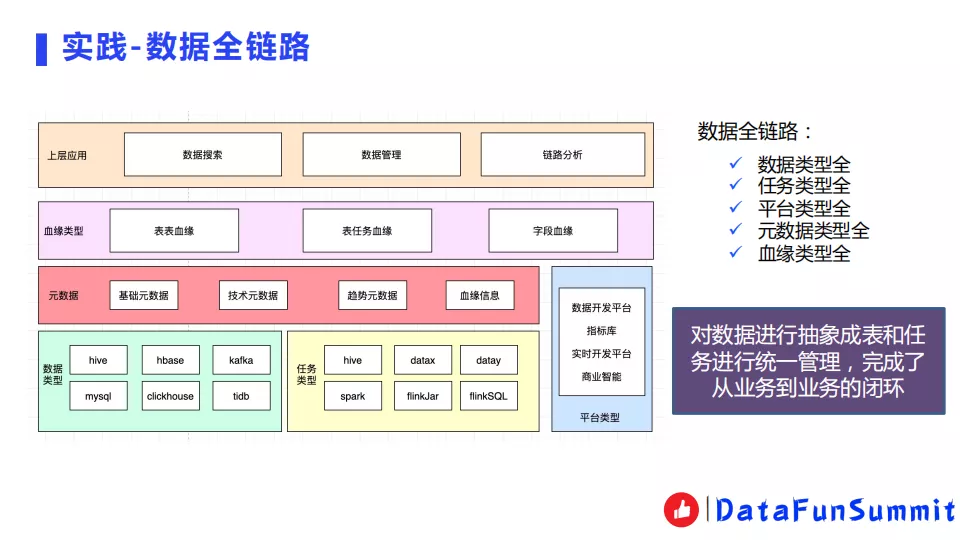 实践-数据全链路
上层应用
数据搜索
数据管理
链路分析
血缘类型
表表血缘
表任务血缘
字段血缘
元数据
基础元数据
技术元数据
趋势元数据
血缘信息
数据
类型
hive
hbase
kafka
mysql
clickhouse
tidb
任务
类型
hive
datax
datay
spark
flinkJar
flinkSQL
数据开发平台
指标库
实时开发平台
商业智能
平台类型
数据全链路：
✓ 数据类型全
✓ 任务类型全
✓ 平台类型全
✓ 元数据类型全
✓ 血缘类型全
对数据进行抽象成表和任
务进行统一管理，完成了
从业务到业务的闭环
DataFunSummit